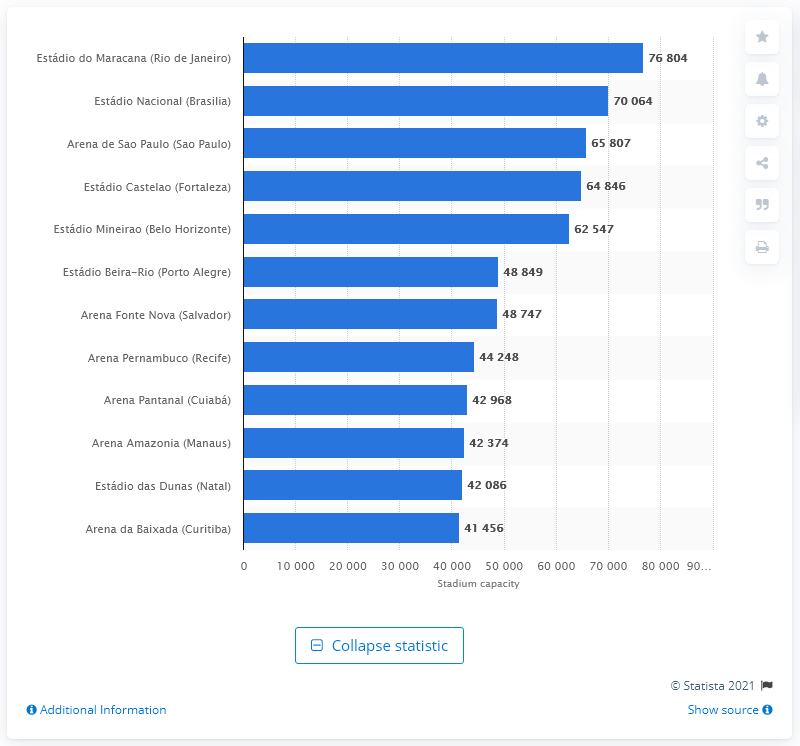 Estádio do Maracana (Rio de Janeiro) 76 804
Estádio Nacional (Brasilia) 70 064
Arena de Sao Paulo (Sao Paulo) 65 807
Estádio Castelao (Fortaleza) 64 846
Estádio Mineirao (Belo Horizonte) 62 547
Estádio Beira-Rio (Porto Alegre) 48 849
Arena Fonte Nova (Salvador) 48 747
Arena Pernambuco (Recife) 44 248
Arena Pantanal (Cuiabá) 42 968
Arena Amazonia (Manaus) 42 374
Estádio das Dunas (Natal) 42 086
Arena da Baixada (Curitiba) 41 456
0 10 000 20 000 30 000 40 000 50 000 60 000 70 000 80 000 90...
Stadium capacity
Collapse statistic
© Statista 2021
Additional Information Show source